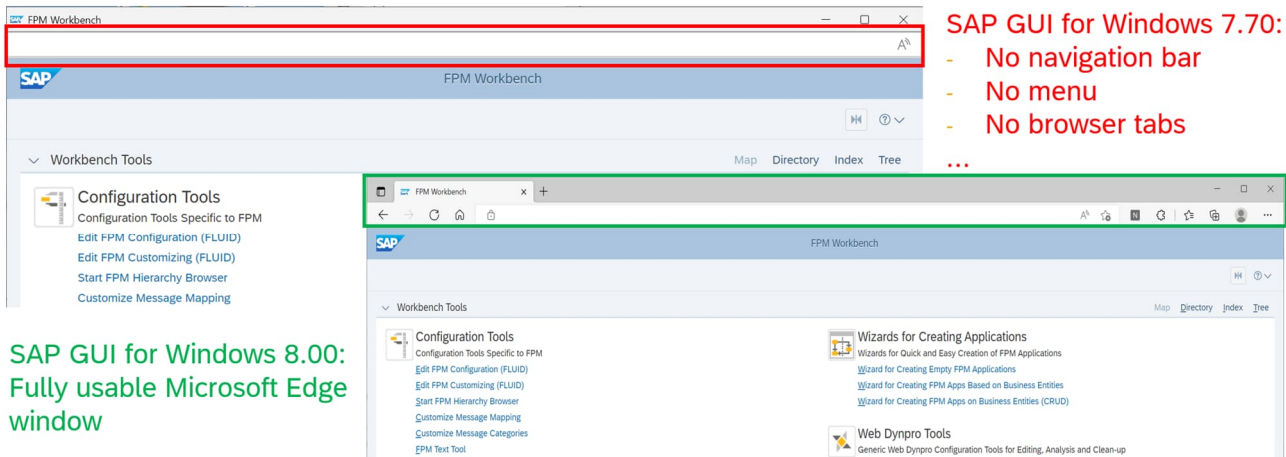 FPM Workbench
SAP
FPM Workbench
Workbench Tools
Map Directory Index Tree
Configuration Tools
Configuration Tools Specific to FPM
Edit FPM Configuration (FLUID)
Edit FPM Customizing (FLUID)
Start FPM Hierarchy Browser
Customize Message Mapping
SAP GUI for Windows 7.70:
- No navigation bar
- No menu
- No browser tabs
...
SAP GUI for Windows 8.00:
Fully usable Microsoft Edge
window
FPM Workbench
SAP
FPM Workbench
Workbench Tools
Map Directory Index Tree
Configuration Tools
Configuration Tools Specific to FPM
Edit FPM Configuration (FLUID)
Edit FPM Customizing (FLUID)
Start FPM Hierarchy Browser
Customize Message Mapping
Customize Message Categories
FPM Text Tool
Wizards for Creating Applications
Wizards for Quick and Easy Creation of FPM Applications
Wizard for Creating Empty FPM Applications
Wizard for Creating FPM Apps Based on Business Entities
Wizard for Creating FPM Apps on Business Entities (CRUD)
Web Dynpro Tools
Generic Web Dynpro Configuration Tools for Editing, Analysis and Clean-up